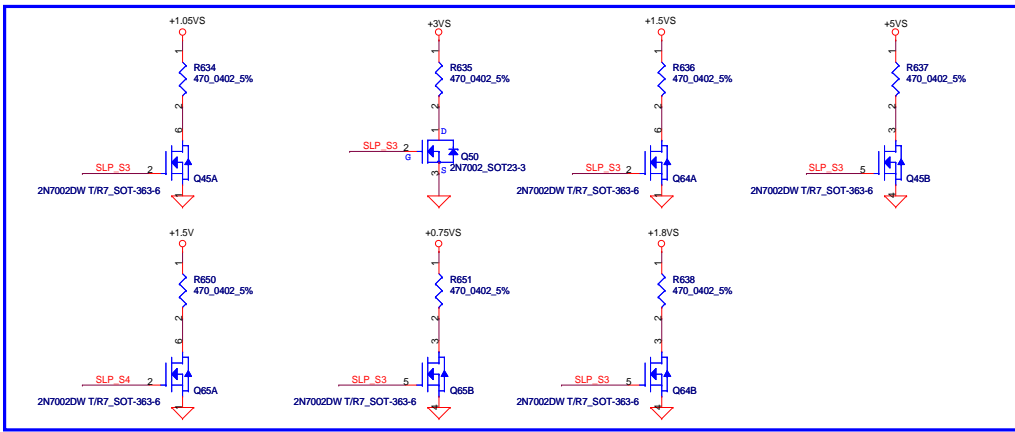 +1.05VS
1
R634
470_0402_5%
2
6
SLP_S3
2
Q45A
2N7002DW T/R7_SOT-363-6
1
+3VS
1
R635
470_0402_5%
2
1
D
SLP_S3
2
G
Q50
2N7002_SOT23-3
S
3
+1.5VS
1
R636
470_0402_5%
2
6
SLP_S3
2
Q64A
2N7002DW T/R7_SOT-363-6
1
+5VS
1
R637
470_0402_5%
2
3
SLP_S3
5
Q45B
2N7002DW T/R7_SOT-363-6
4
+1.5V
1
R650
470_0402_5%
2
6
SLP_S4
2
Q65A
2N7002DW T/R7_SOT-363-6
1
+0.75VS
1
R651
470_0402_5%
2
3
SLP_S3
5
Q65B
2N7002DW T/R7_SOT-363-6
4
+1.8VS
1
R638
470_0402_5%
2
3
SLP_S3
5
Q64B
2N7002DW T/R7_SOT-363-6
4